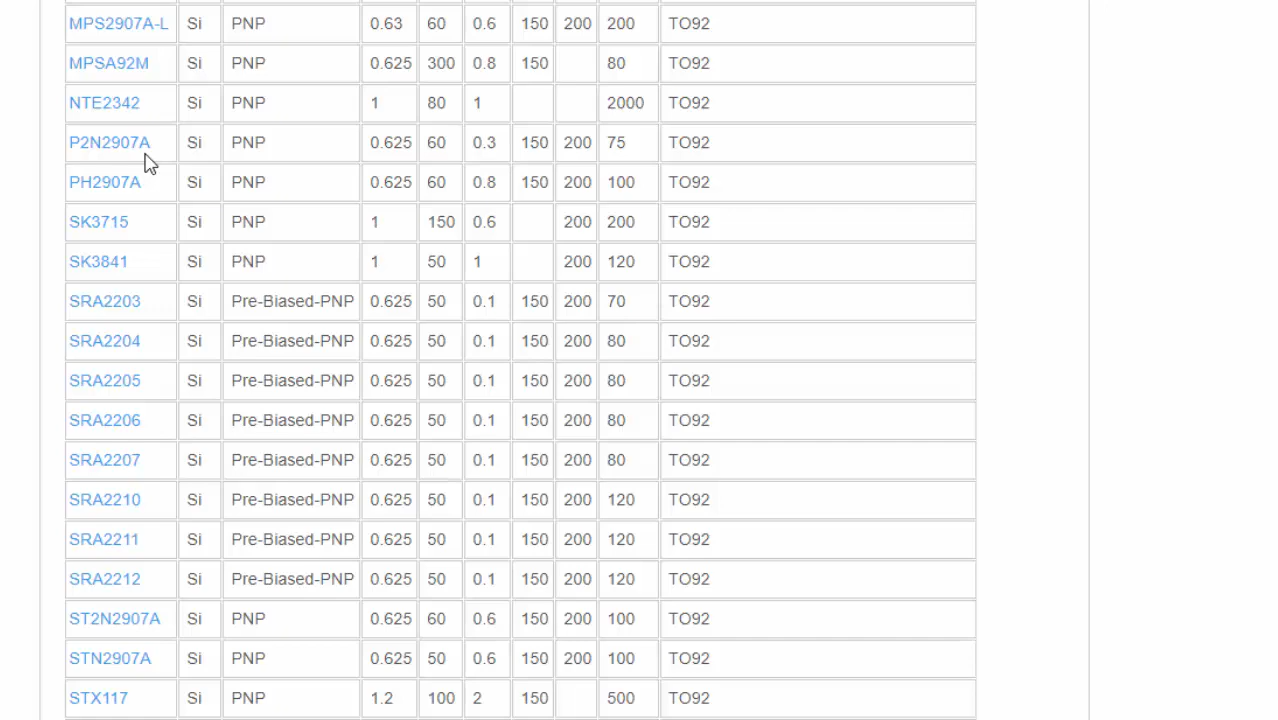 MPS2907A-L Si PNP 0.63 60 0.6 150 200 200 TO92
MPSA92M Si PNP 0.625 300 0.8 150 80 TO92
NTE2342 Si PNP 1 80 1 2000 TO92
P2N2907A Si PNP 0.625 60 0.3 150 200 75 TO92
PH2907A Si PNP 0.625 60 0.8 150 200 100 TO92
SK3715 Si PNP 1 150 0.6 200 200 TO92
SK3841 Si PNP 1 50 1 200 120 TO92
SRA2203 Si Pre-Biased-PNP 0.625 50 0.1 150 200 70 TO92
SRA2204 Si Pre-Biased-PNP 0.625 50 0.1 150 200 80 TO92
SRA2205 Si Pre-Biased-PNP 0.625 50 0.1 150 200 80 TO92
SRA2206 Si Pre-Biased-PNP 0.625 50 0.1 150 200 80 TO92
SRA2207 Si Pre-Biased-PNP 0.625 50 0.1 150 200 80 TO92
SRA2210 Si Pre-Biased-PNP 0.625 50 0.1 150 200 120 TO92
SRA2211 Si Pre-Biased-PNP 0.625 50 0.1 150 200 120 TO92
SRA2212 Si Pre-Biased-PNP 0.625 50 0.1 150 200 120 TO92
ST2N2907A Si PNP 0.625 60 0.6 150 200 100 TO92
STN2907A Si PNP 0.625 50 0.6 150 200 100 TO92
STX117 Si PNP 1.2 100 2 150 500 TO92